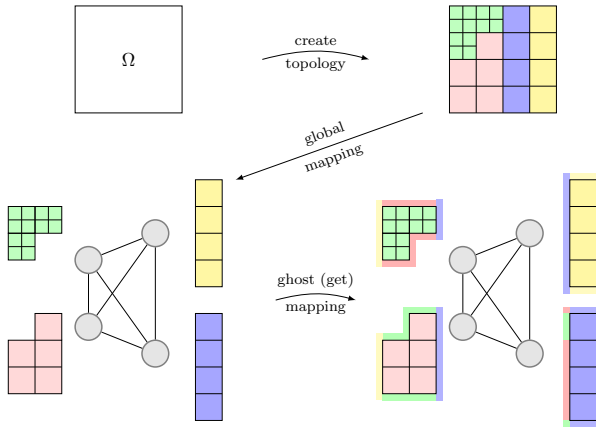 Ω
create
topology
global
mapping
ghost (get)
mapping